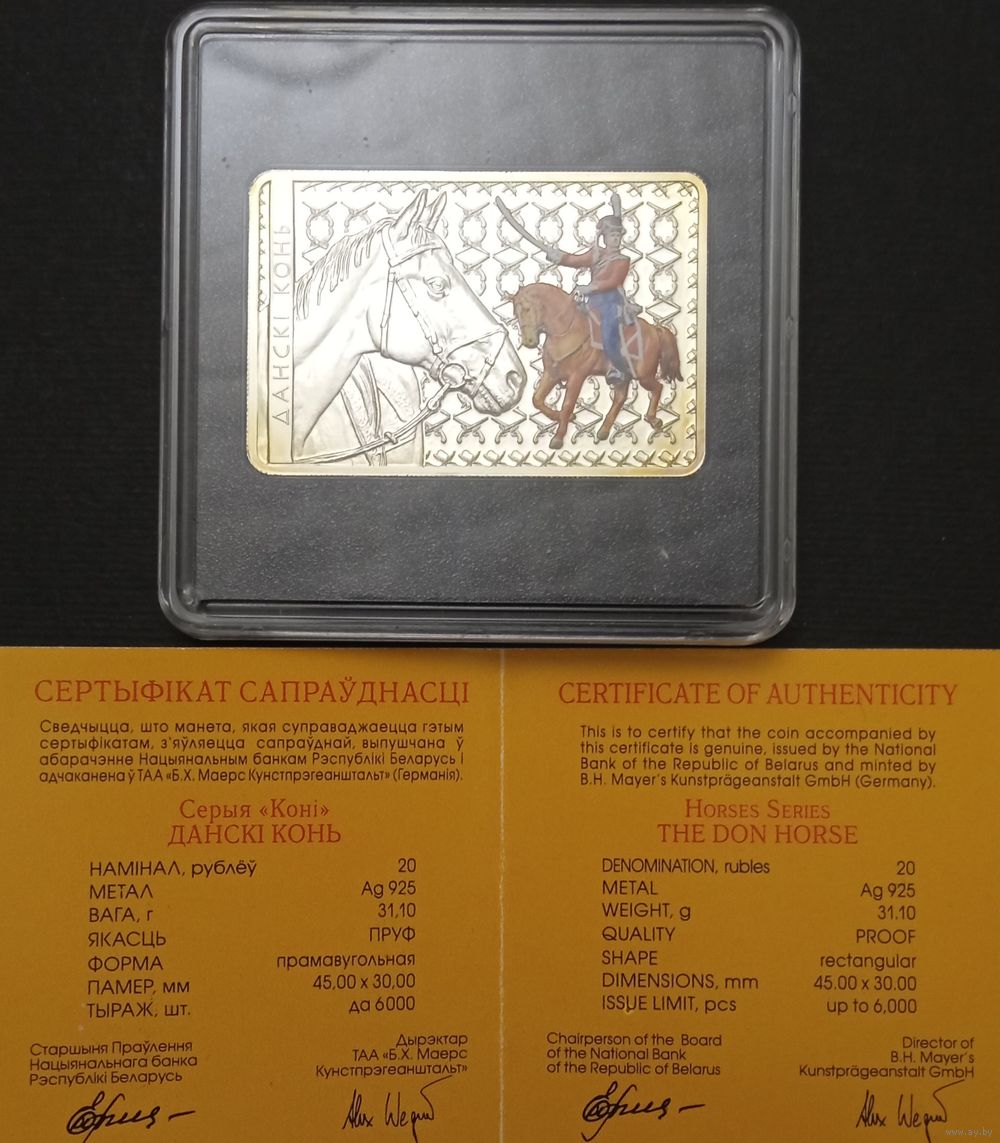 ДАНСКІ КОНЬ
СЕРТЫФІКАТ САПРАЎДНАСЦІ
Сведчыцца, што манета, якая суправаджаецца гэтым
сертыфікатам, з'яўляецца сапраўднай, выпушчана ў
абарачэнне Нацыянальным банкам Рэспублікі Беларусь і
адчаканена ў ТАА «Б.Х. Маерс Кунстпрэгеанштальт» (Германія).
Серыя «Коні»
ДАНСКІ КОНЬ
НАМІНАЛ, рублёў 20
МЕТАЛ Ag 925
ВАГА, г 31,10
ЯКАСЦЬ ПРУФ
ФОРМА прамавугольная
ПАМЕР, мм 45,00 x 30,00
ТЫРАЖ, шт. да 6000
Старшыня Праўлення
Нацыянальнага банка
Рэспублікі Беларусь
Дырэктар
ТАА «Б.Х. Маерс
Кунстпрэгеанштальт»
CERTIFICATE OF AUTHENTICITY
This is to certify that the coin accompanied by
this certificate is genuine, issued by the National
Bank of the Republic of Belarus and minted by
B.H. Mayer's Kunstprägeanstalt GmbH (Germany).
HORSES SERIES
THE DON HORSE
DENOMINATION, rubles 20
METAL Ag 925
WEIGHT, g 31.10
QUALITY PROOF
SHAPE rectangular
DIMENSIONS, mm 45.00 x 30.00
ISSUE LIMIT, pcs up to 6,000
Chairperson of the Board
of the National Bank
of the Republic of Belarus
Director of
B.H. Mayer's
Kunstprägeanstalt GmbH
www.ay.by